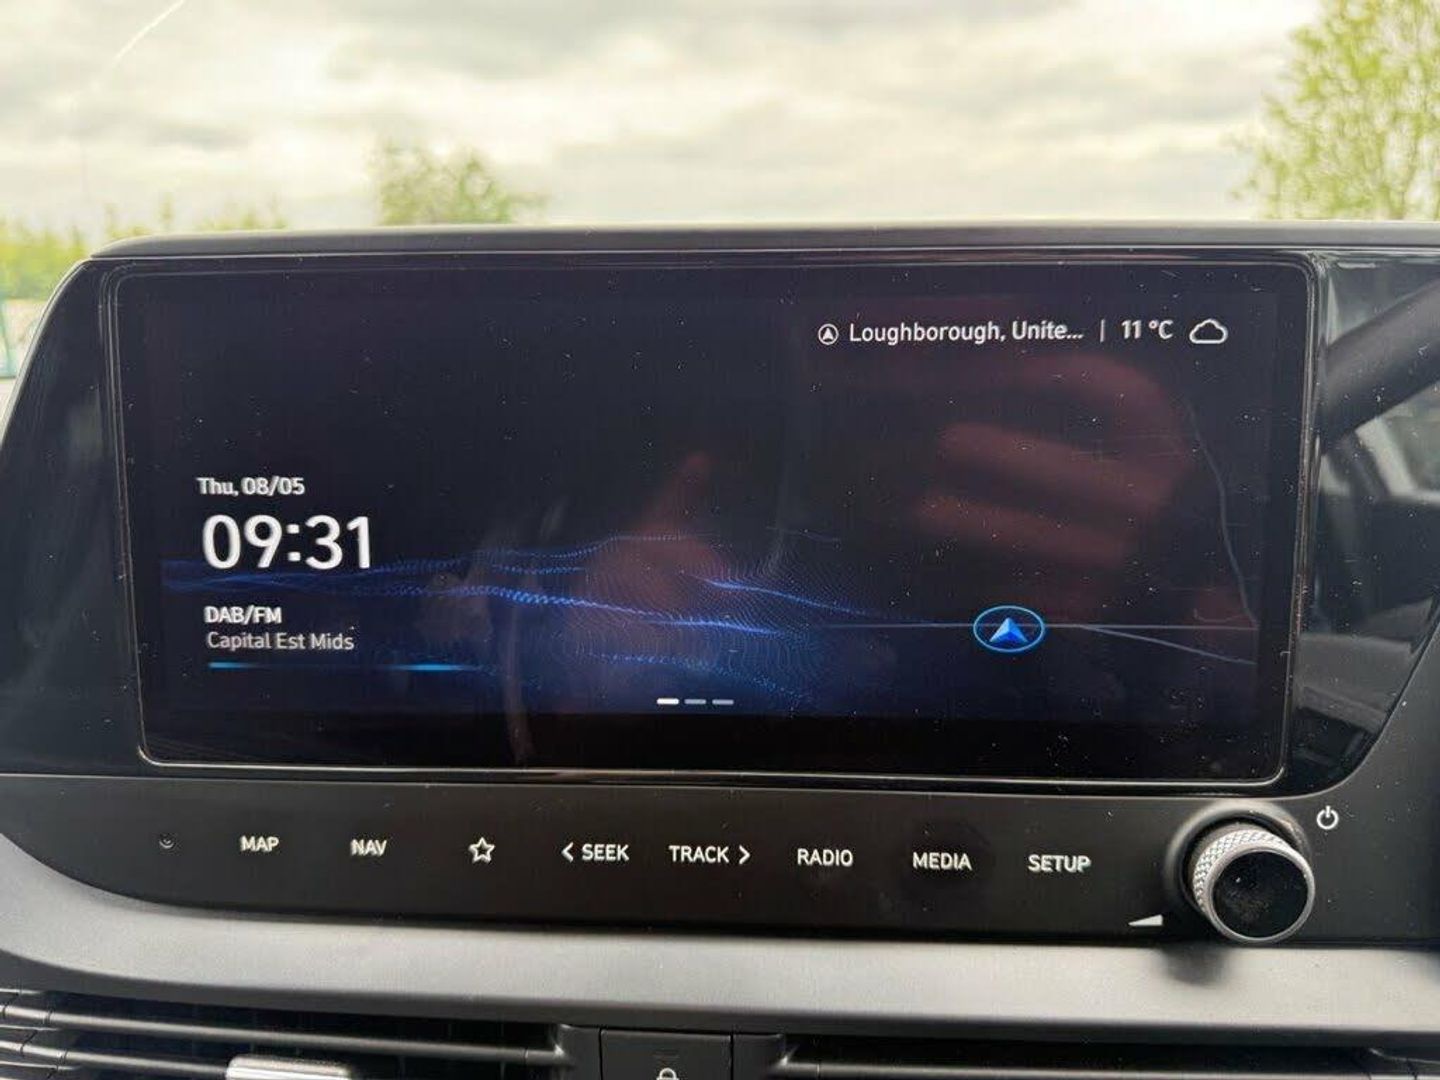 Loughborough, Unite... | 11 °C
Thu, 08/05
09:31
DAB/FM
Capital Est Mids
MAP NAV < SEEK TRACK > RADIO MEDIA SETUP